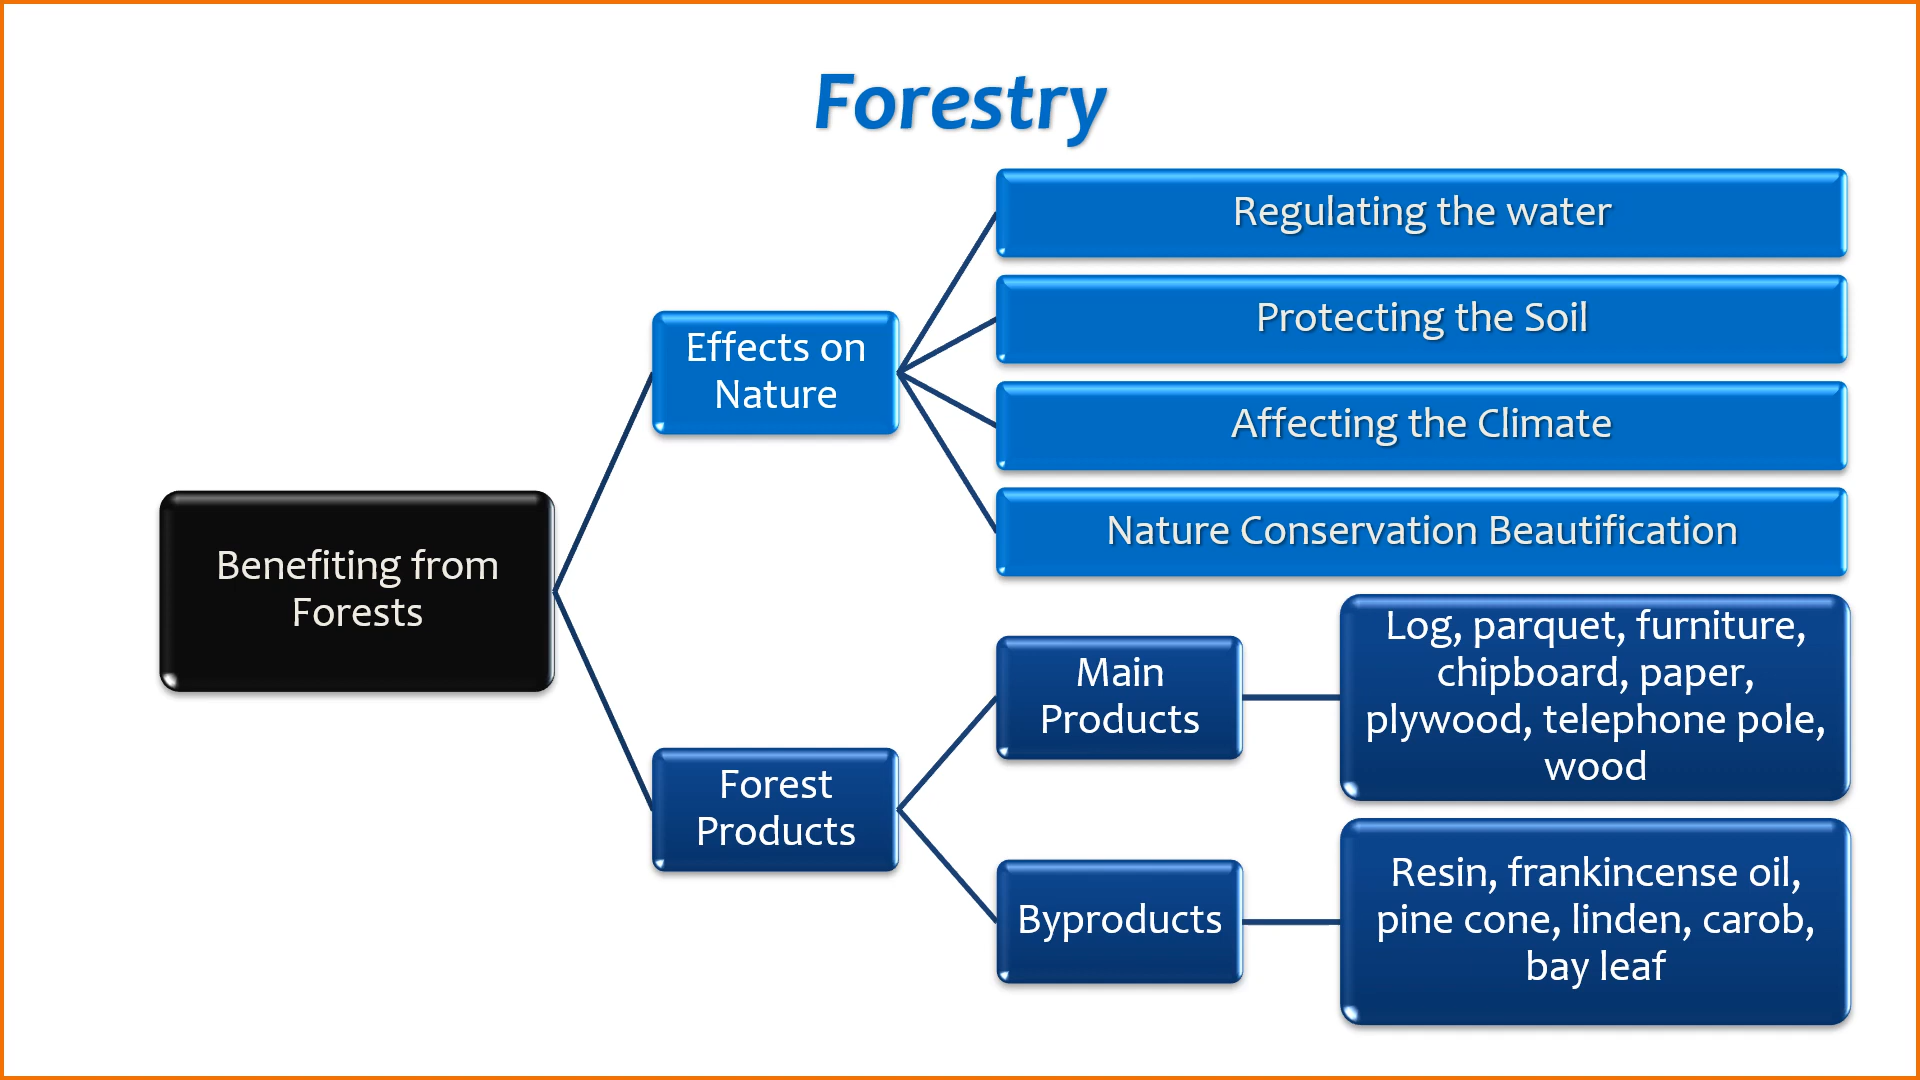 Forestry
Benefiting from
Forests
Effects on
Nature
Regulating the water
Protecting the Soil
Affecting the Climate
Nature Conservation Beautification
Forest
Products
Main
Products
Log, parquet, furniture,
chipboard, paper,
plywood, telephone pole,
wood
Byproducts
Resin, frankincense oil,
pine cone, linden, carob,
bay leaf